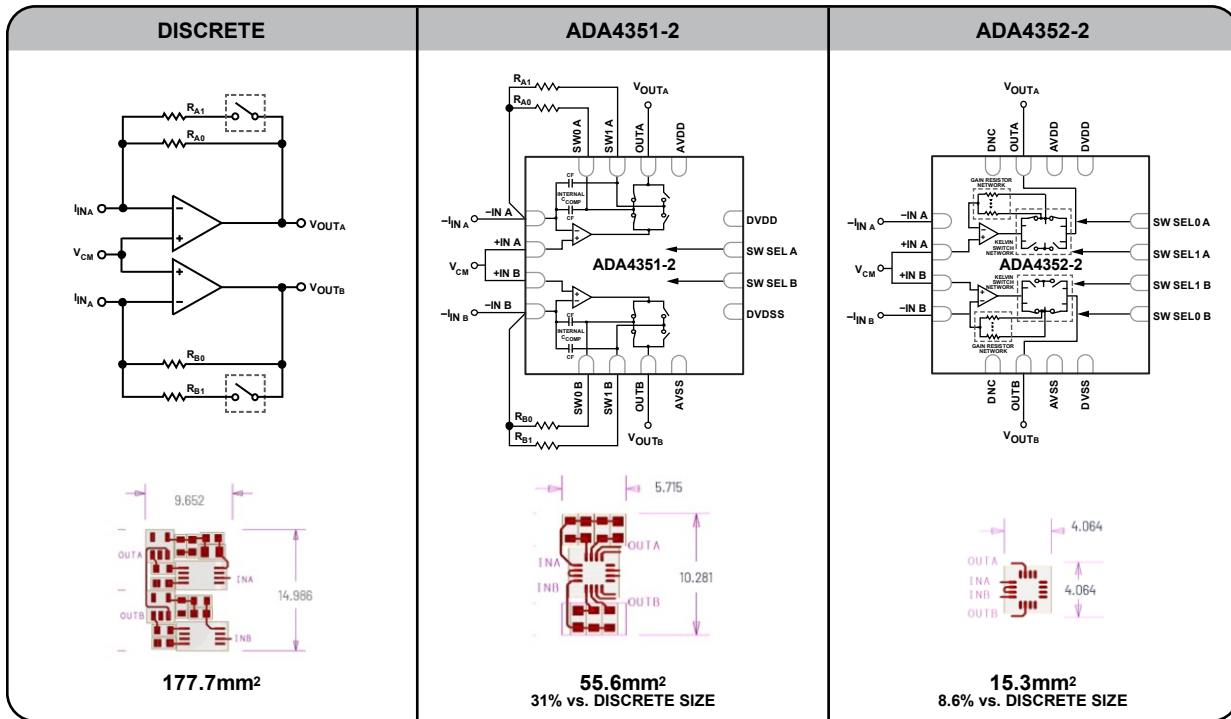 DISCRETE
ADA4351-2
ADA4352-2
RA1
RA0
IINA
VCM
IINA
VOUTA
VOUTB
RB0
RB1
9.652
OUTA
INA
14.986
OUTB
INB
177.7mm²
RA1
RA0
VOUTA
SW0 A
SW1 A
OUTA
AVDD
CF
INTERNAL
CCOMP
CF
–IINA
–IN A
+IN A
VCM
+IN B
–IINB
–IN B
ADA4351-2
DVDD
SW SEL A
SW SEL B
DVDSS
CF
INTERNAL
CCOMP
CF
SW0 B
SW1 B
OUTB
AVSS
RB0
RB1
VOUTB
5.715
OUTA
INA
INB
10.281
OUTB
55.6mm²
31% vs. DISCRETE SIZE
VOUTA
DNC
OUTA
AVDD
DVDD
GAIN RESISTOR
NETWORK
–IINA
–IN A
+IN A
VCM
+IN B
–IINB
–IN B
KELVIN
SWITCH
NETWORK
ADA4352-2
KELVIN
SWITCH
NETWORK
GAIN RESISTOR
NETWORK
SW SEL0 A
SW SEL1 A
SW SEL1 B
SW SEL0 B
DNC
OUTB
AVSS
DVSS
VOUTB
4.064
OUTA
INA
INB
OUTB
4.064
15.3mm²
8.6% vs. DISCRETE SIZE